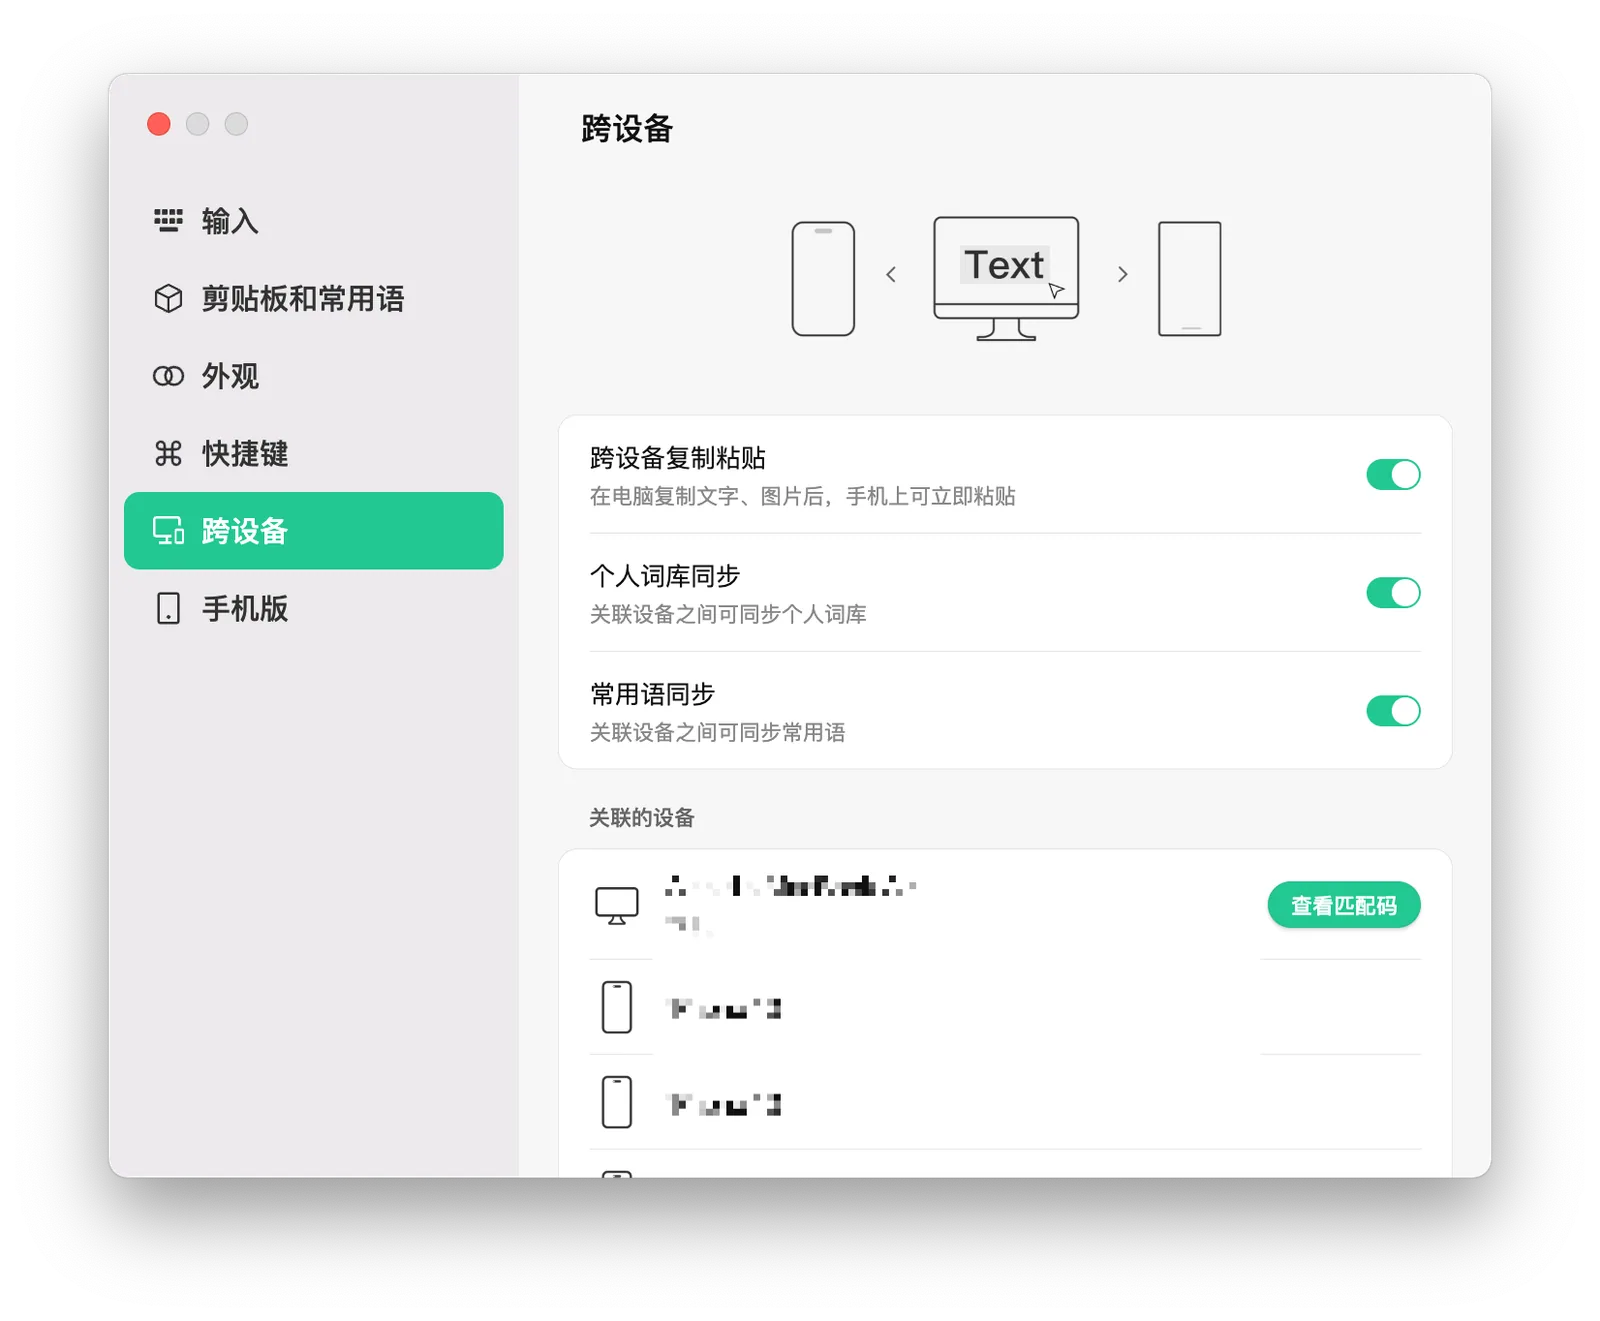 跨设备
输入
剪贴板和常用语
外观
快捷键
跨设备
手机版
Text
跨设备复制粘贴
在电脑复制文字、图片后，手机上可立即粘贴
个人词库同步
关联设备之间可同步个人词库
常用语同步
关联设备之间可同步常用语
关联的设备
查看匹配码